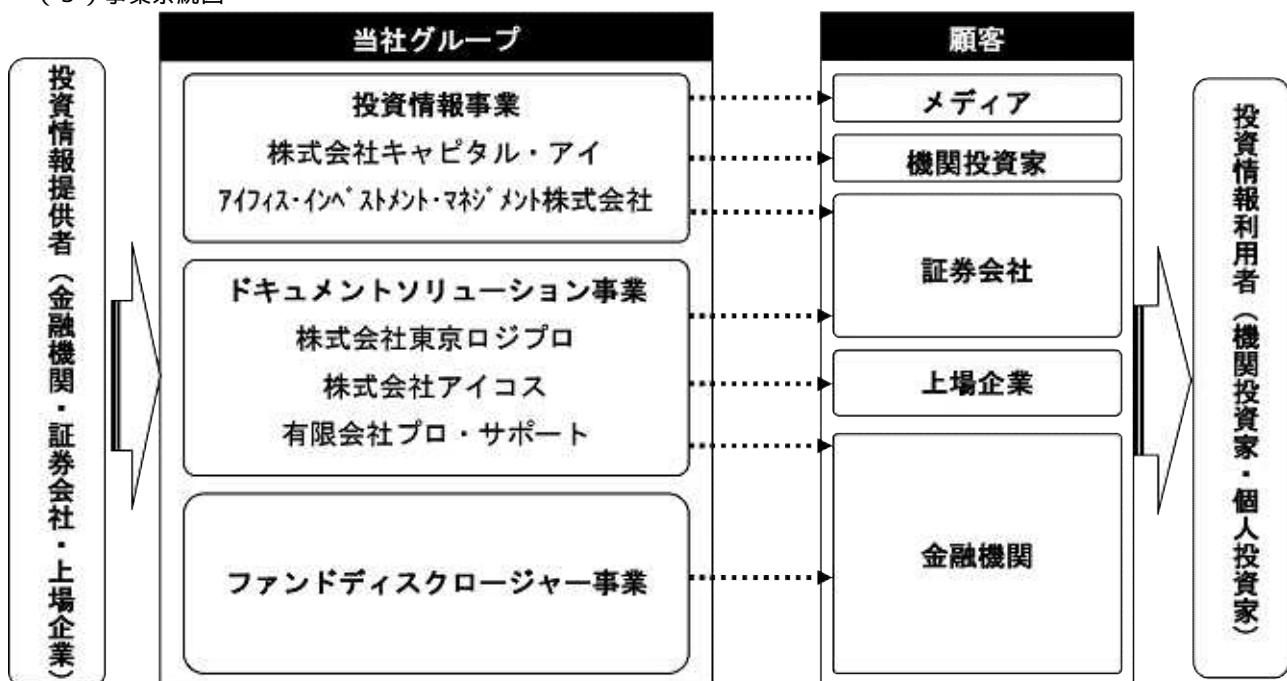 (3)事業系統図
投資情報提供者(金融機関・証券会社・上場企業)
当社グループ
投資情報事業
株式会社キャピタル・アイ
アイフィス・インベストメント・マネジメント株式会社
ドキュメントソリューション事業
株式会社東京ロジプロ
株式会社アイコス
有限会社プロ・サポート
ファンドディスクロージャー事業
顧客
メディア
機関投資家
証券会社
上場企業
金融機関
投資情報利用者(機関投資家・個人投資家)